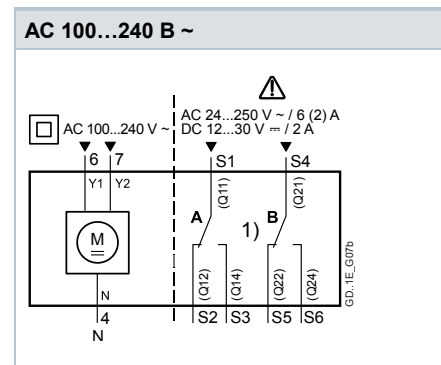 AC 100…240 В ~
AC 24...250 V ~ / 6 (2) A
AC 100...240 V ~
DC 12...30 V ⎓ / 2 A
6 7 S1 S4
Y1 Y2 (Q11) (Q21)
A 1) B
M
(Q12) (Q14) (Q22) (Q24)
N
4 S2 S3 S5 S6
N
GD..1E_G07b